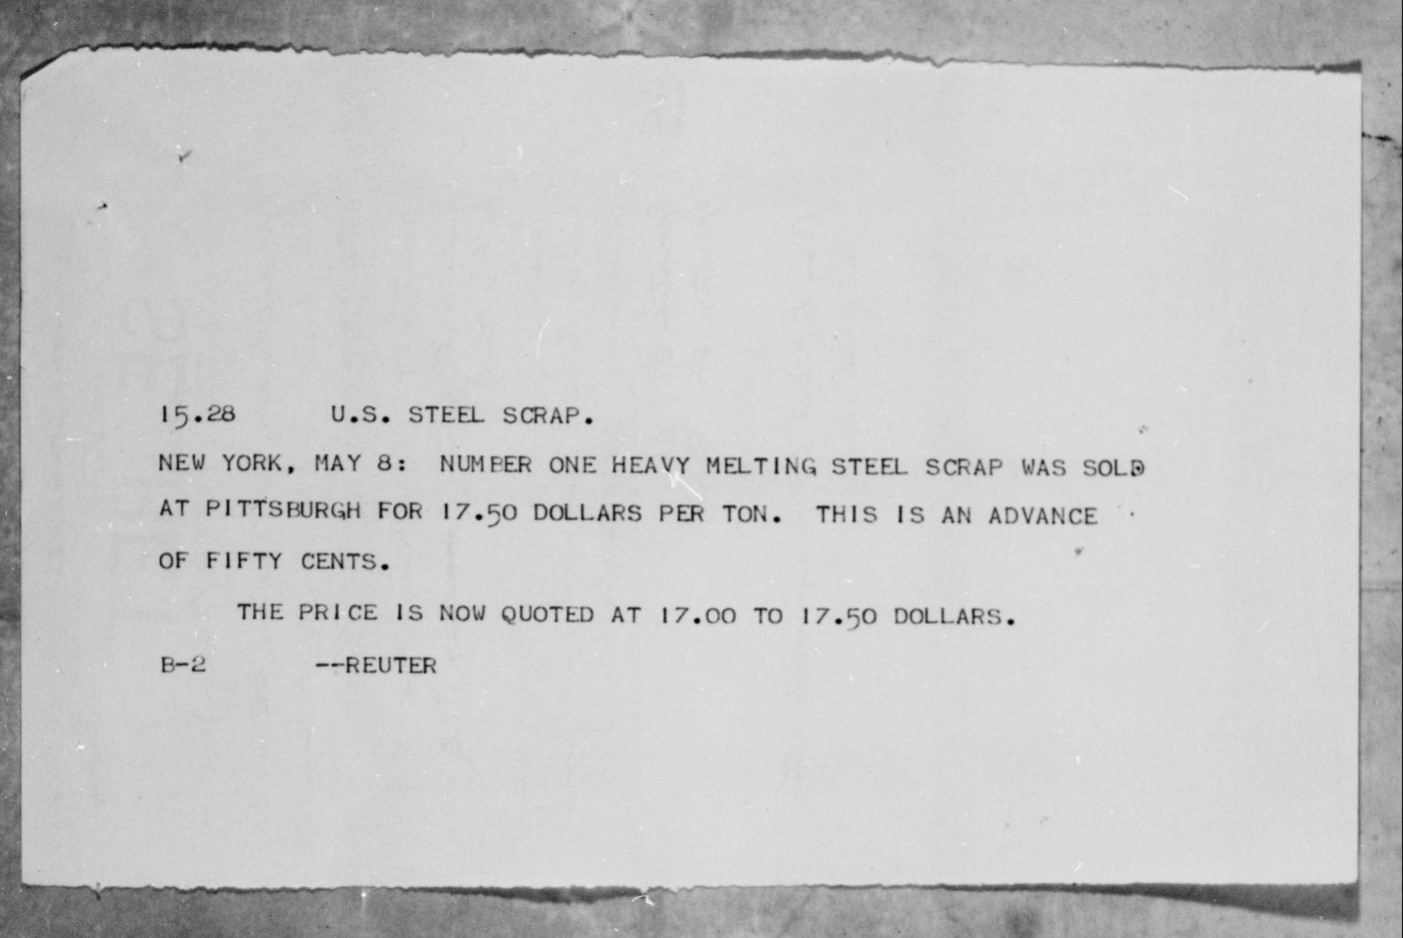 15.28 U.S. STEEL SCRAP.
NEW YORK, MAY 8: NUMBER ONE HEAVY MELTING STEEL SCRAP WAS SOLD
AT PITTSBURGH FOR 17.50 DOLLARS PER TON. THIS IS AN ADVANCE
OF FIFTY CENTS.
THE PRICE IS NOW QUOTED AT 17.00 TO 17.50 DOLLARS.
B-2 --REUTER